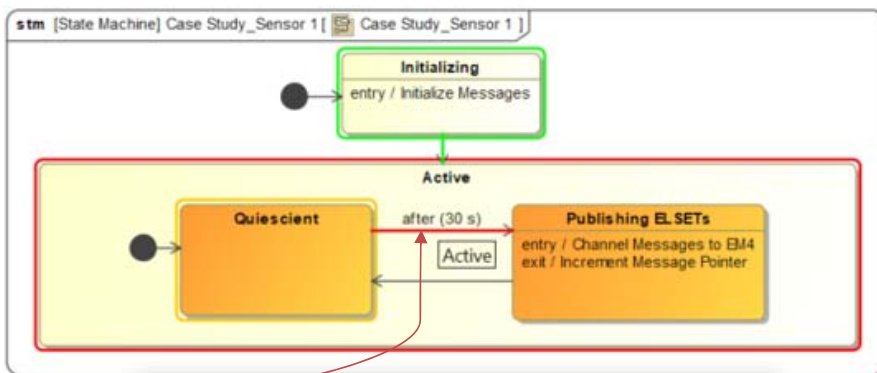 stm [State Machine] Case Study_Sensor 1 [ Case Study_Sensor 1 ]
Initializing
entry / Initialize Messages
Active
Quiescient
after (30 s)
Active
Publishing ELSETs
entry / Channel Messages to EM4
exit / Increment Message Pointer